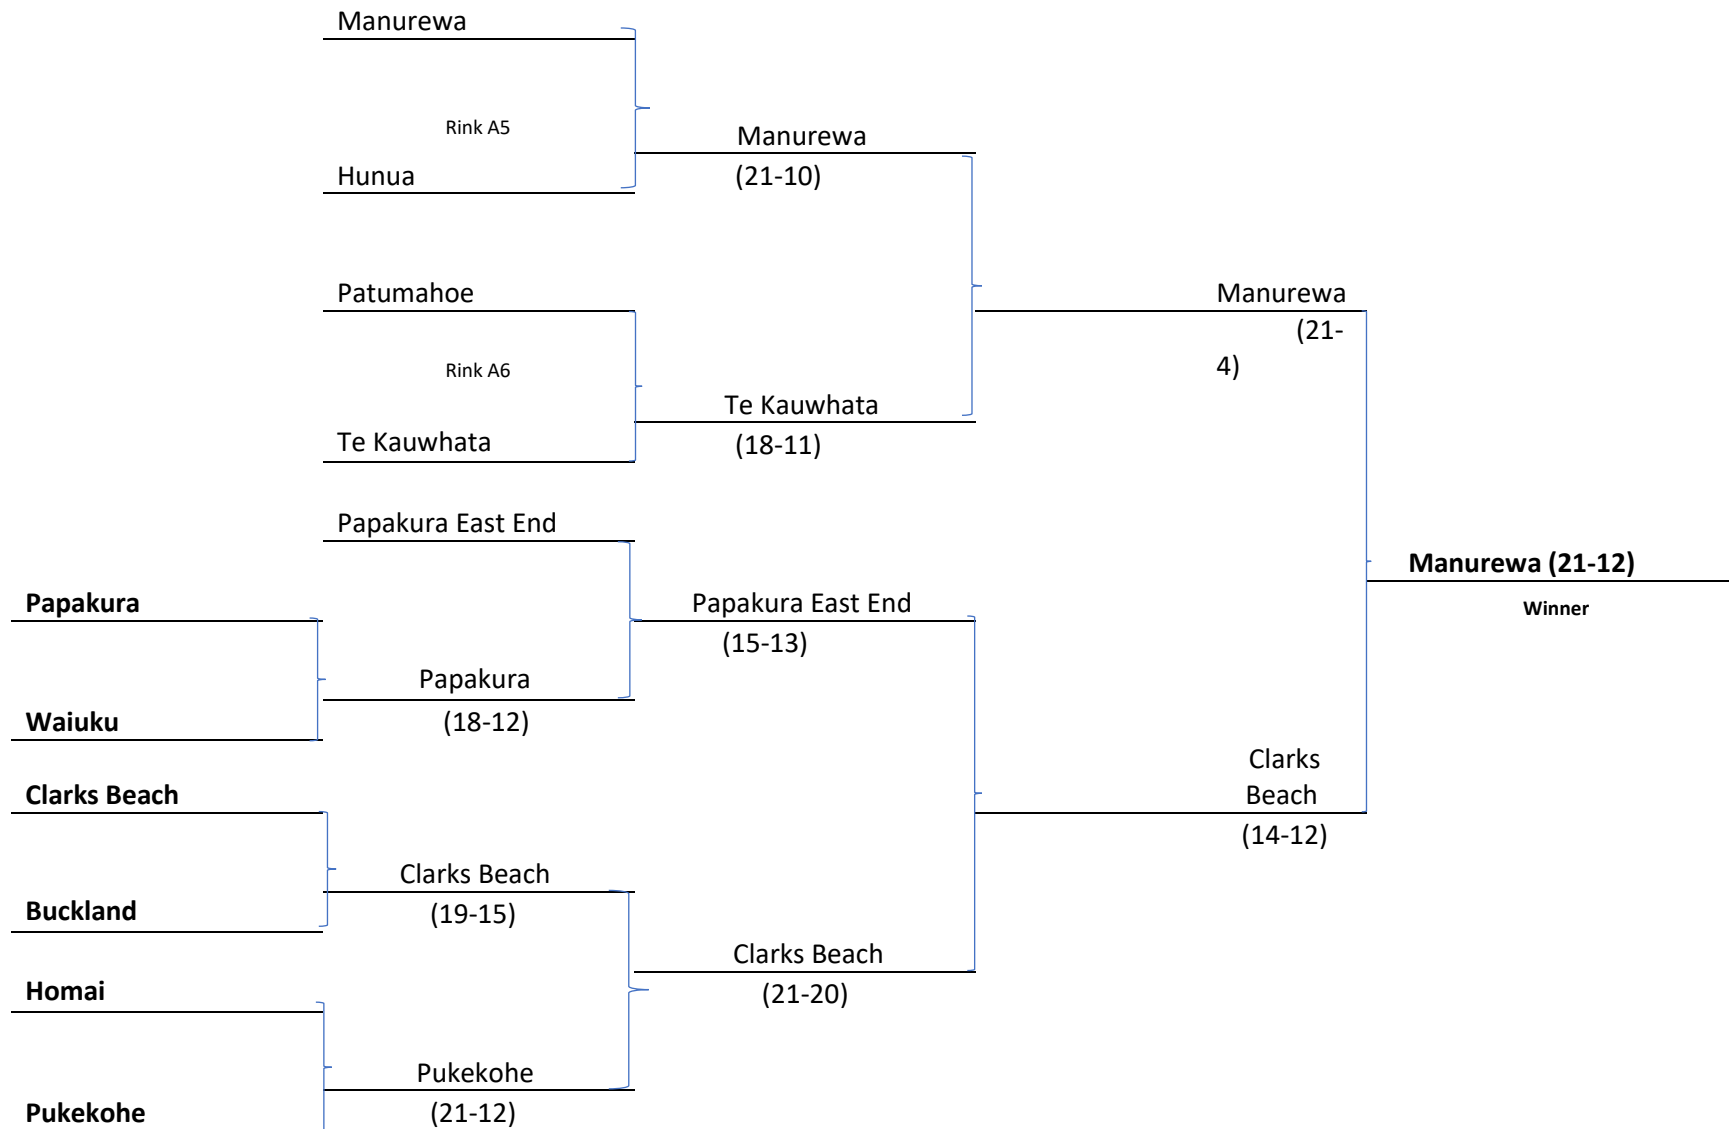 Manurewa
Rink A5
Manurewa
Hunua
(21-10)
Patumahoe
Manurewa
(21-
4)
Rink A6
Te Kauwhata
Te Kauwhata
(18-11)
Papakura East End
Manurewa (21-12)
Papakura
Papakura East End
Winner
(15-13)
Papakura
Waiuku
(18-12)
Clarks
Beach
Clarks Beach
(14-12)
Clarks Beach
Buckland
(19-15)
Clarks Beach
Homai
(21-20)
Pukekohe
Pukekohe
(21-12)